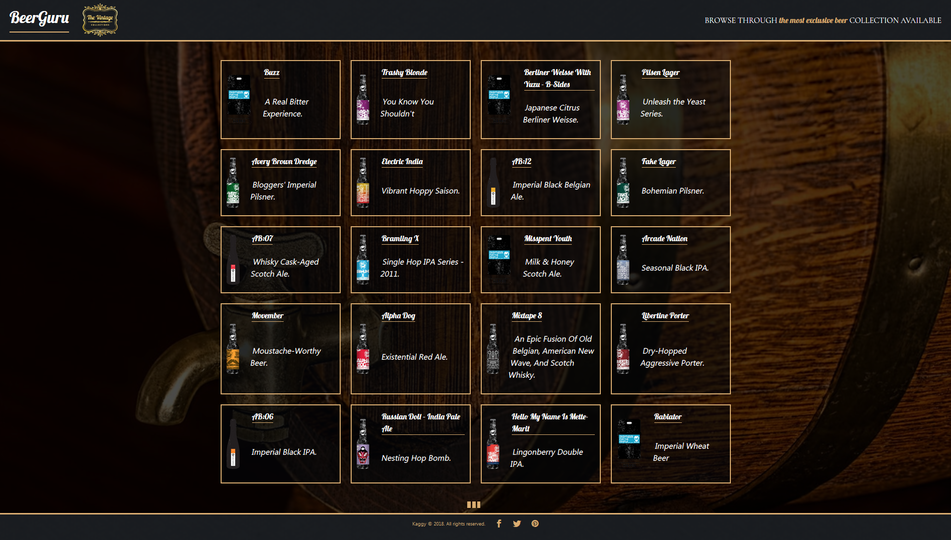 BeerGuru
The Vintage
BROWSE THROUGH the most exclusive beer COLLECTION AVAILABLE
Buzz
A Real Bitter
Experience.
Trashy Blonde
You Know You
Shouldn't
Berliner Weisse With
Yuzu - B-Sides
Japanese Citrus
Berliner Weisse.
Pilsen Lager
Unleash the Yeast
Series.
Avery Brown Dredge
Bloggers' Imperial
Pilsner.
Electric India
Vibrant Hoppy Saison.
AB:12
Imperial Black Belgian
Ale.
Fake Lager
Bohemian Pilsner.
AB:07
Whisky Cask-Aged
Scotch Ale.
Bramling X
Single Hop IPA Series -
2011.
Misspent Youth
Milk & Honey
Scotch Ale.
Arcade Nation
Seasonal Black IPA.
Movember
Moustache-Worthy
Beer.
Alpha Dog
Existential Red Ale.
Mixtape 8
An Epic Fusion Of Old
Belgian, American New
Wave, And Scotch
Whisky.
Libertine Porter
Dry-Hopped
Aggressive Porter.
AB:06
Imperial Black IPA.
Russian Doll – India Pale
Ale
Nesting Hop Bomb.
Hello My Name Is Mette-
Marit
Lingonberry Double
IPA.
Rabiator
Imperial Wheat
Beer
Kaggy © 2018. All rights reserved.